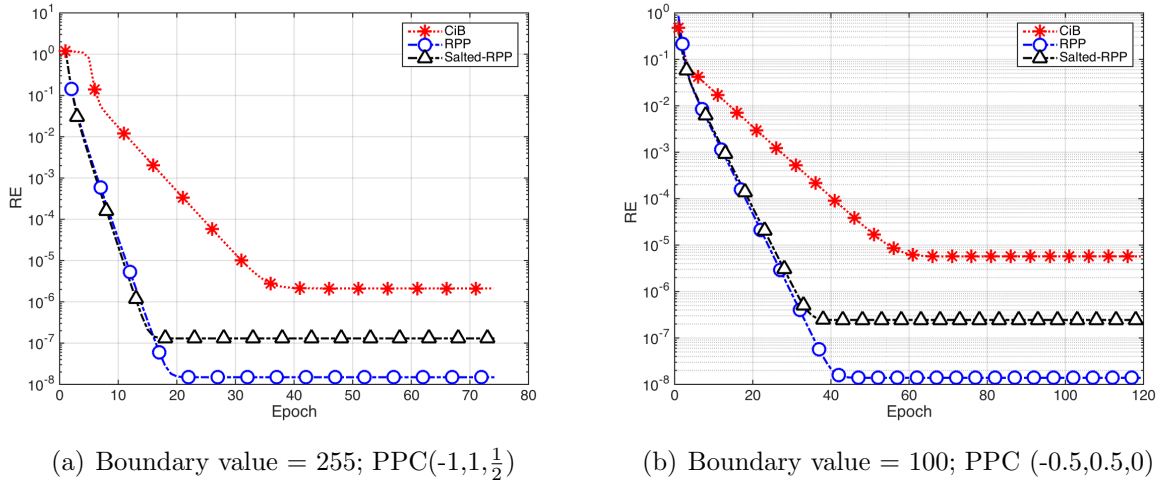 10^1
10^0
10^-1
10^-2
10^-3
10^-4
10^-5
10^-6
10^-7
10^-8
RE
0 10 20 30 40 50 60 70 80
Epoch
CiB
RPP
Salted-RPP
(a) Boundary value = 255; PPC(-1,1,1/2)
10^0
10^-1
10^-2
10^-3
10^-4
10^-5
10^-6
10^-7
10^-8
RE
0 20 40 60 80 100 120
Epoch
CiB
RPP
Salted-RPP
(b) Boundary value = 100; PPC (-0.5,0.5,0)